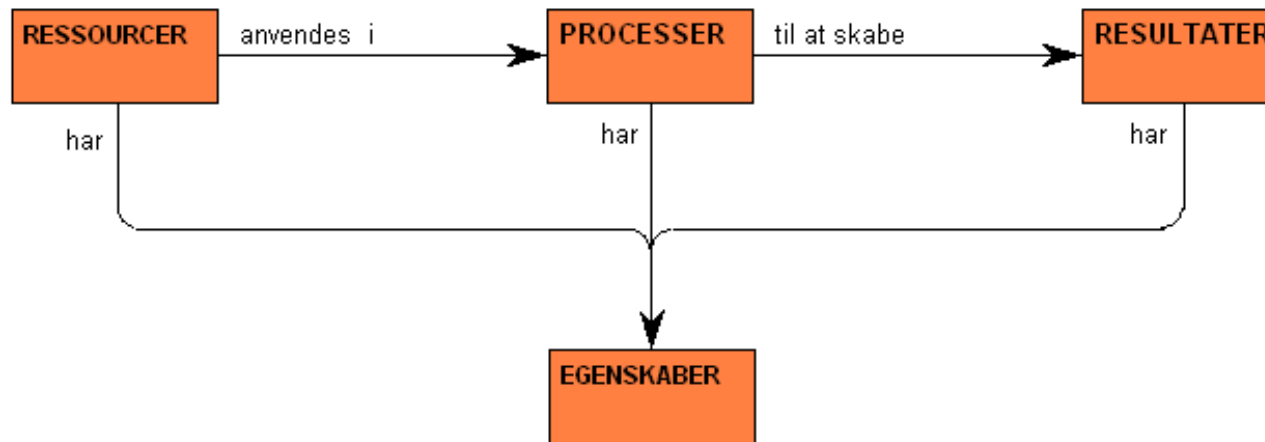 RESSOURCER
anvendes i
PROCESSER
til at skabe
RESULTATER
har
har
har
EGENSKABER